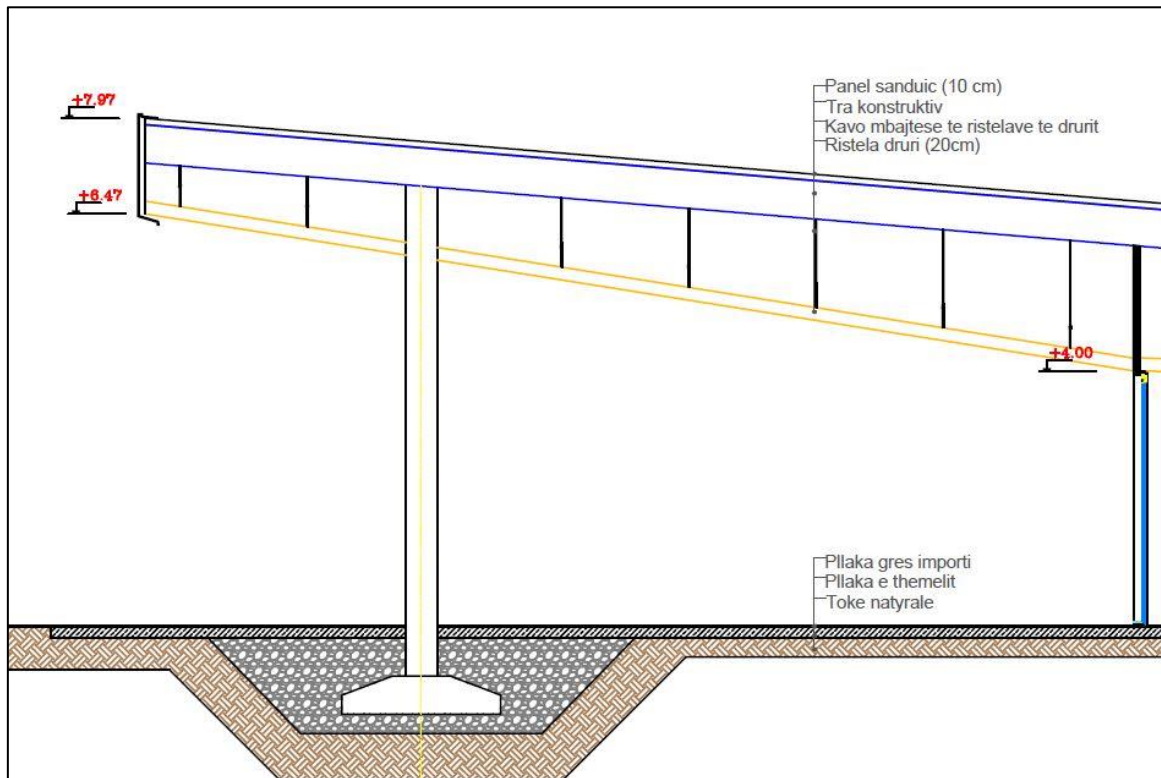 +7.97
+6.47
Panel sanduic (10 cm)
Tra konstruktiv
Kavo mbajtese te ristelave te drurit
Ristela druri (20cm)
+4.00
Pllaka gres importi
Pllaka e themelit
Toke natyrale